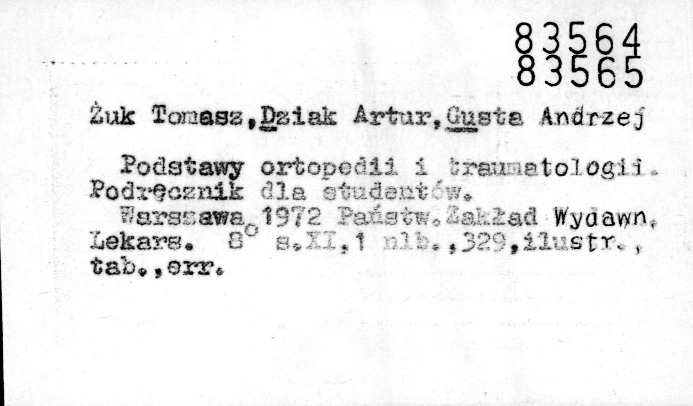 83564
83565
Żuk Tomasz, Dziak Artur, Gusta Andrzej
Podstawy ortopedii i traumatologii.
Podręcznik dla studentów.
Warszawa 1972 Państw. Zakład Wydawn.
Lekars. 8° s.XI,1 nlb.,329,ilustr.,
tab.,err.